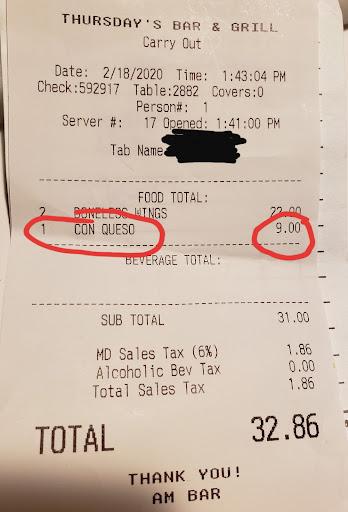 THURSDAY'S BAR & GRILL
Carry Out
Date: 2/18/2020 Time: 1:43:04 PM
Check:592917 Table:2882 Covers:0
Person#: 1
Server #: 17 Opened: 1:41:00 PM
Tab Name
FOOD TOTAL:
2 BONELESS WINGS 22.00
1 CON QUESO 9.00
BEVERAGE TOTAL:
SUB TOTAL 31.00
MD Sales Tax (6%) 1.86
Alcoholic Bev Tax 0.00
Total Sales Tax 1.86
TOTAL 32.86
THANK YOU!
AM BAR